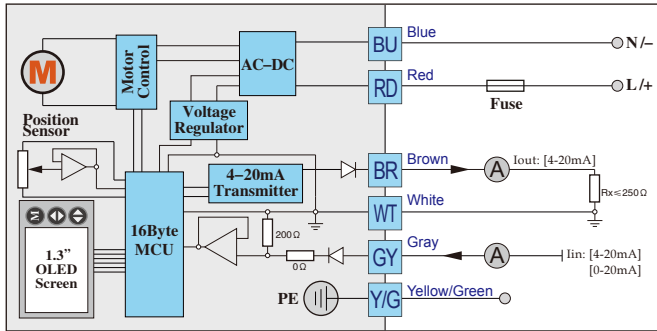 M
Motor
Control
AC–DC
Voltage
Regulator
Position
Sensor
4–20mA
Transmitter
16Byte
MCU
M
1.3”
OLED
Screen
200Ω
0Ω
PE
BU
Blue
N/–
RD
Red
Fuse
L/+
BR
Brown
A
Iout: [4-20mA]
Rx≤250Ω
WT
White
GY
Gray
A
Iin: [4-20mA]
[0-20mA]
Y/G
Yellow/Green